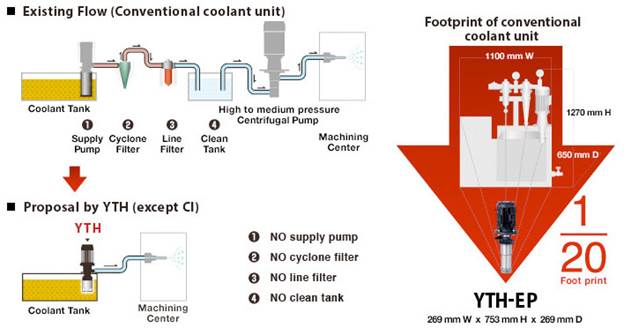 ■ Existing Flow (Conventional coolant unit)
Coolant Tank
High to medium pressure
Centrifugal Pump
❶ ❷ ❸ ❹
Supply Pump
Cyclone Filter
Line Filter
Clean Tank
Machining Center
■ Proposal by YTH (except CI)
YTH
Coolant Tank
Machining Center
❶ NO supply pump
❷ NO cyclone filter
❸ NO line filter
❹ NO clean tank
Footprint of conventional
coolant unit
1100 mm W
1270 mm H
650 mm D
1
20
Foot print
YTH-EP
269 mm W x 753 mm H x 269 mm D